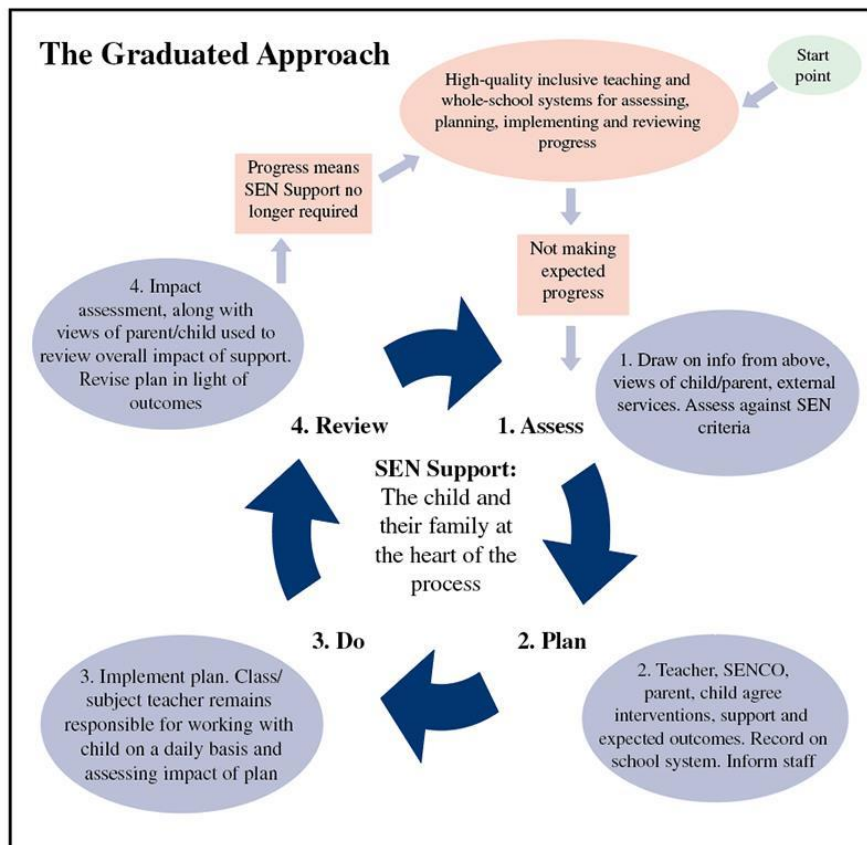 The Graduated Approach
Start
point
High-quality inclusive teaching and
whole-school systems for assessing,
planning, implementing and reviewing
progress
Progress means
SEN Support no
longer required
Not making
expected
progress
4. Impact
assessment, along with
views of parent/child used to
review overall impact of support.
Revise plan in light of
outcomes
1. Draw on info from above,
views of child/parent, external
services. Assess against SEN
criteria
4. Review
1. Assess
SEN Support:
The child and
their family at
the heart of the
process
3. Do
2. Plan
3. Implement plan. Class/
subject teacher remains
responsible for working with
child on a daily basis and
assessing impact of plan
2. Teacher, SENCO,
parent, child agree
interventions, support and
expected outcomes. Record on
school system. Inform staff